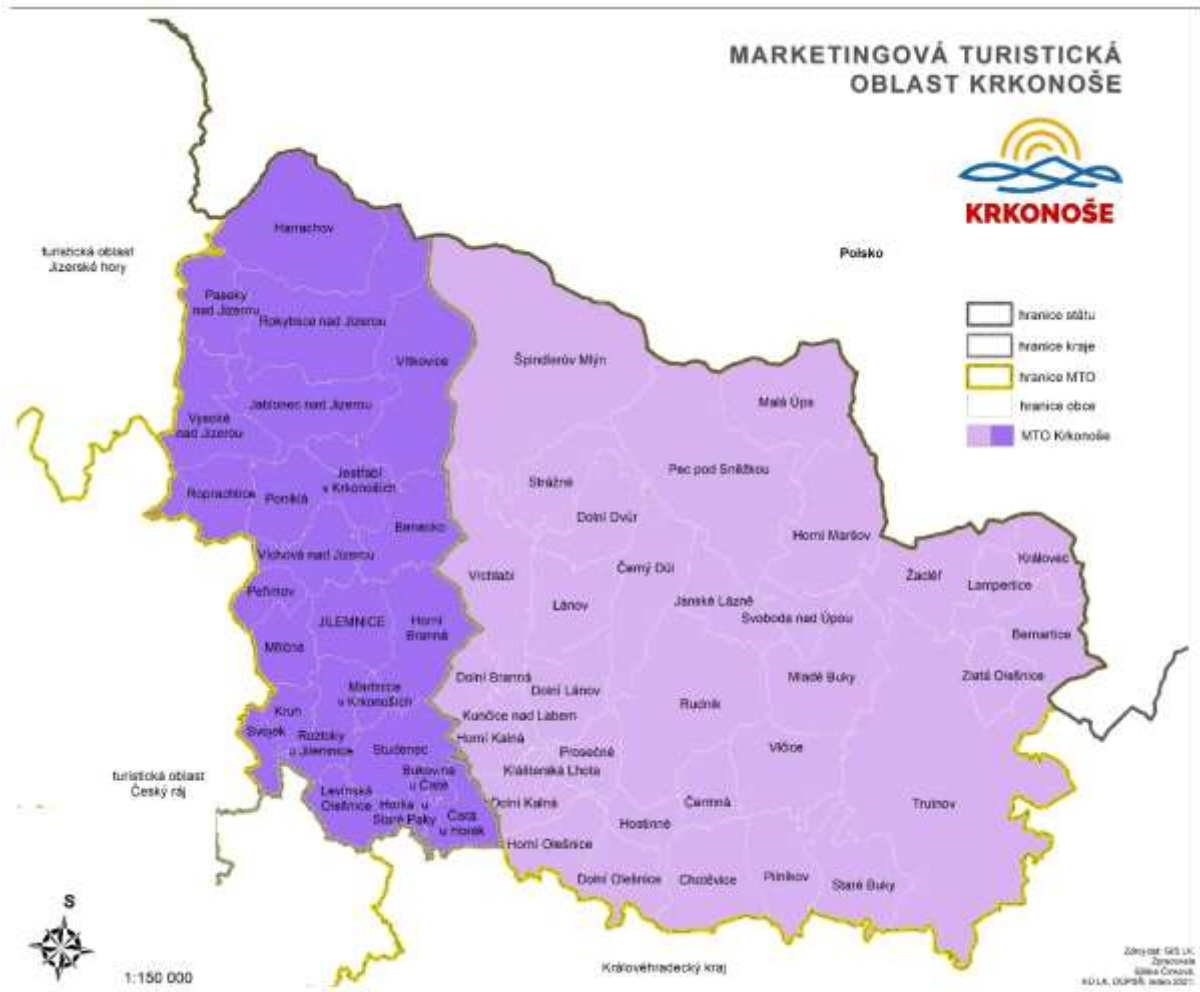 MARKETINGOVÁ TURISTICKÁ
OBLAST KRKONOŠE
KRKONOŠE
turistická oblast
Jizerské hory
Polsko
hranice státu
hranice kraje
hranice MTO
hranice obce
MTO Krkonoše
Harrachov
Paseky
nad Jizerou
Rokytnice nad Jizerou
Vítkovice
Špindlerův Mlýn
Malá Úpa
Jablonec nad Jizerou
Vysoké
nad Jizerou
Pec pod Sněžkou
Strážné
Jestřabí
v Krkonoších
Roprachtice
Poniklá
Dolní Dvůr
Benecko
Horní Maršov
Víchová nad Jizerou
Královec
Černý Důl
Žacléř
Vrchlabí
Lampertice
Peřimov
Lánov
Janské Lázně
Svoboda nad Úpou
JILEMNICE
Horní
Branná
Bernartice
Mříčná
Dolní Branná
Zlatá Olešnice
Mladé Buky
Dolní Lánov
Martinice
v Krkonoších
Rudník
Kruh
Kunčice nad Labem
Svojek
Roztoky
u Jilemnice
Horní Kalná
Studenec
Prosečné
Vlčice
Klášterská Lhota
turistická oblast
Český ráj
Bukovina
u Čisté
Levínská
Olešnice
Horka u
Staré Paky
Čistá
u Horek
Dolní Kalná
Čermná
Trutnov
Hostinné
Horní Olešnice
Dolní Olešnice
Chotěvice
Pilníkov
Staré Buky
S
1:150 000
Královéhradecký kraj
Zdroj dat: GIS LK,
Zpracovala